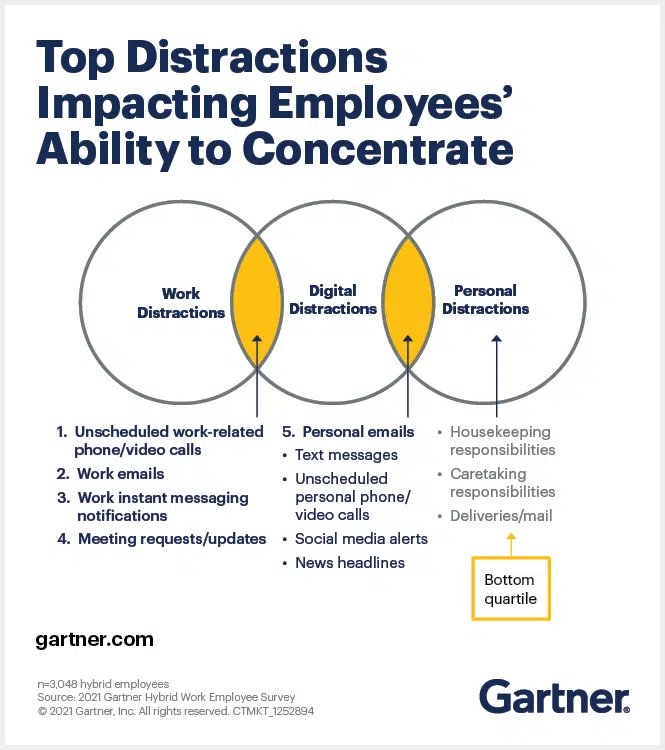 Top Distractions
Impacting Employees’
Ability to Concentrate
Work
Distractions
Digital
Distractions
Personal
Distractions
1. Unscheduled work-related
phone/video calls
2. Work emails
3. Work instant messaging
notifications
4. Meeting requests/updates
5. Personal emails
• Text messages
• Unscheduled
personal phone/
video calls
• Social media alerts
• News headlines
• Housekeeping
responsibilities
• Caretaking
responsibilities
• Deliveries/mail
Bottom
quartile
gartner.com
n=3,048 hybrid employees
Source: 2021 Gartner Hybrid Work Employee Survey
© 2021 Gartner, Inc. All rights reserved. CTMKT_1252894
Gartner®